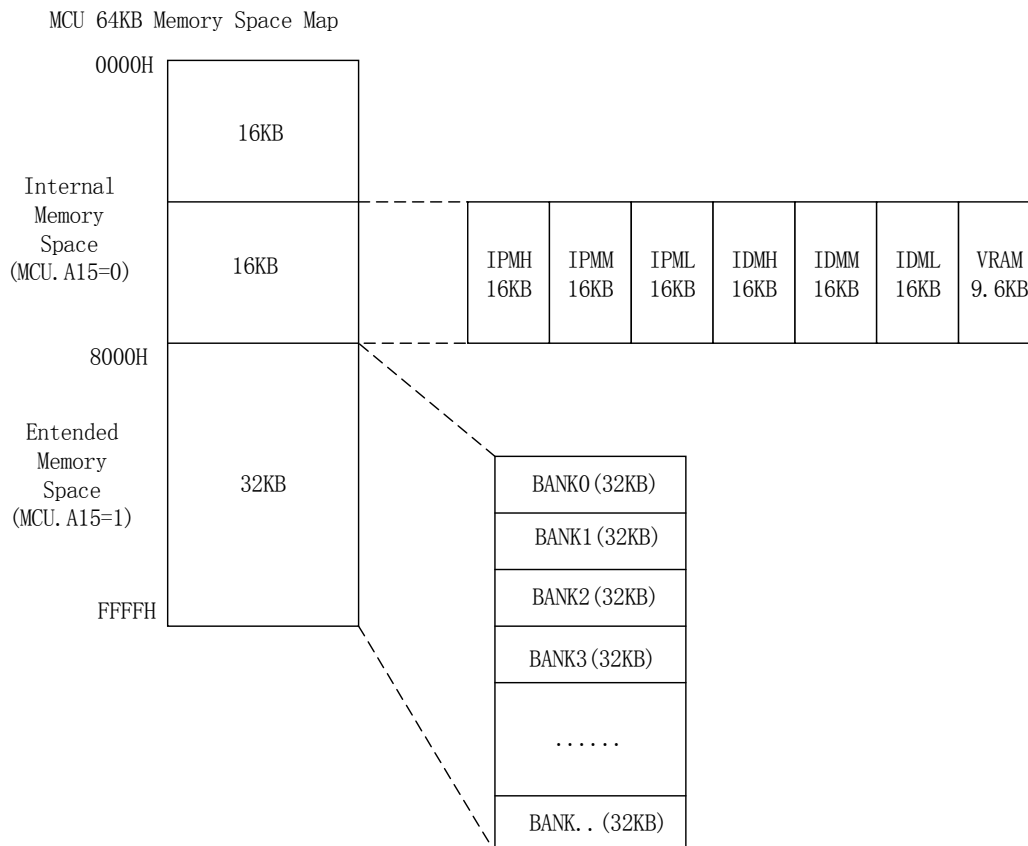 MCU 64KB Memory Space Map
0000H
16KB
Internal
Memory
Space
(MCU.A15=0)
16KB
IPMH
16KB
IPMM
16KB
IPML
16KB
IDMH
16KB
IDMM
16KB
IDML
16KB
VRAM
9.6KB
8000H
Entended
Memory
Space
(MCU.A15=1)
32KB
FFFFH
BANK0(32KB)
BANK1(32KB)
BANK2(32KB)
BANK3(32KB)
......
BANK..(32KB)